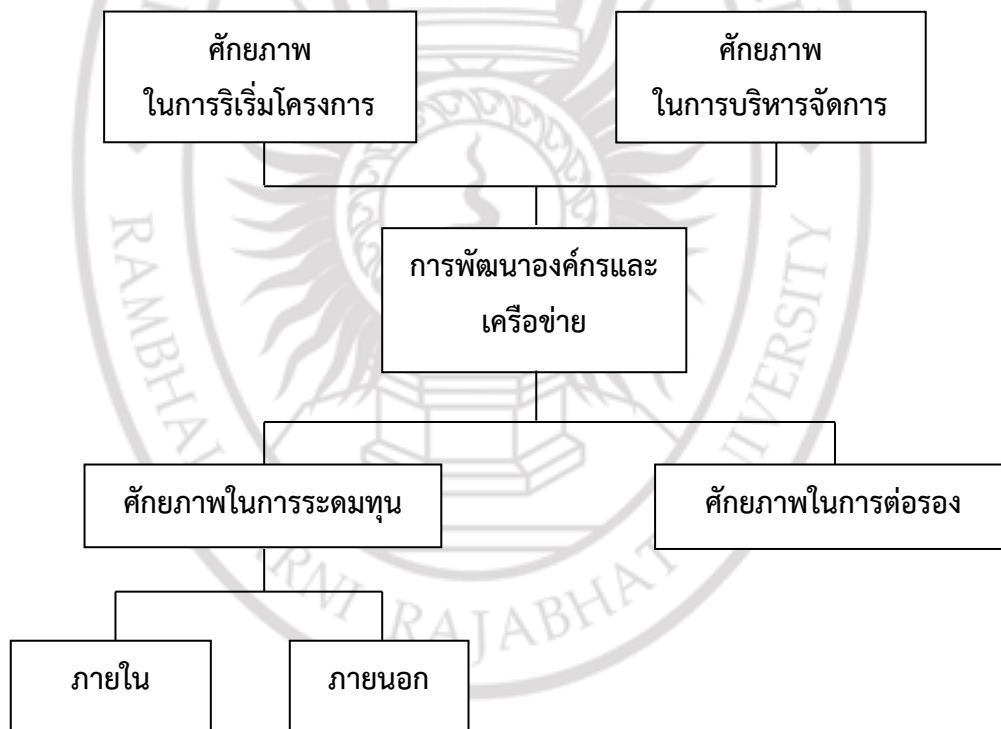 ศักยภาพ
ในการริเริ่มโครงการ
ศักยภาพ
ในการบริหารจัดการ
การพัฒนาองค์กรและ
เครือข่าย
ศักยภาพในการระดมทุน
ศักยภาพในการต่อรอง
ภายใน
ภายนอก